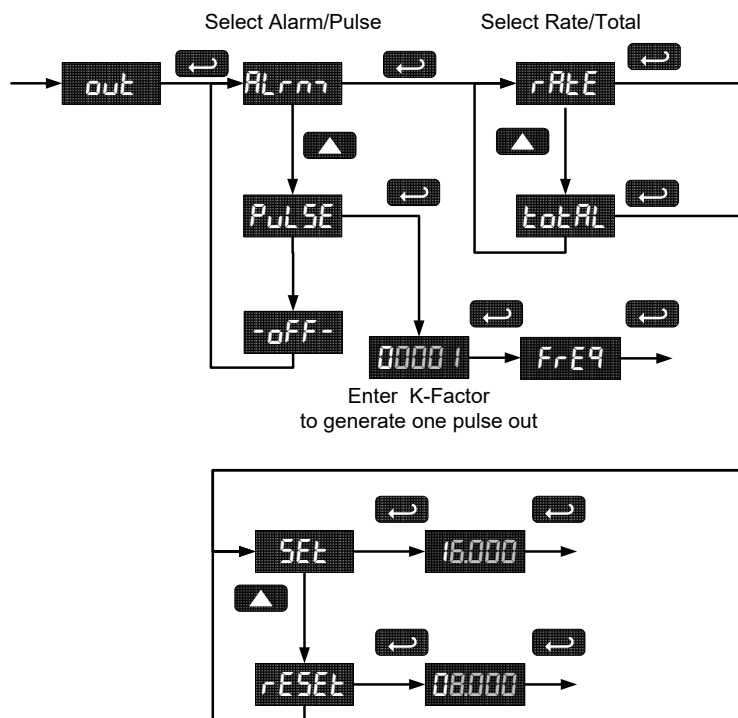 Select Alarm/Pulse
Select Rate/Total
out
ALrm
rAtE
PuLSE
totAL
-oFF-
00001
FrEq
Enter K-Factor
to generate one pulse out
SEt
16.000
rESEt
08.000